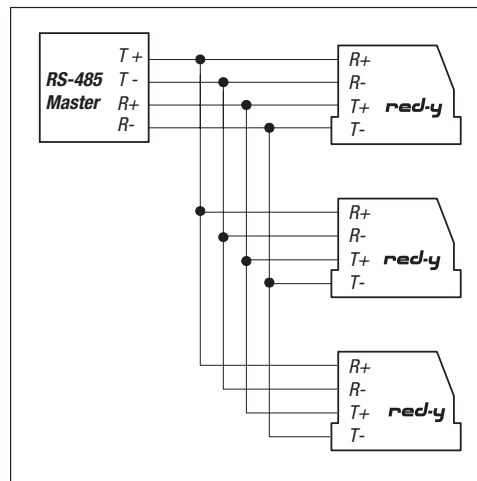 T +
RS-485
T -
Master
R+
R-
R+
R-
T+
red-y
T-
R+
R-
T+
red-y
T-
R+
R-
T+
red-y
T-